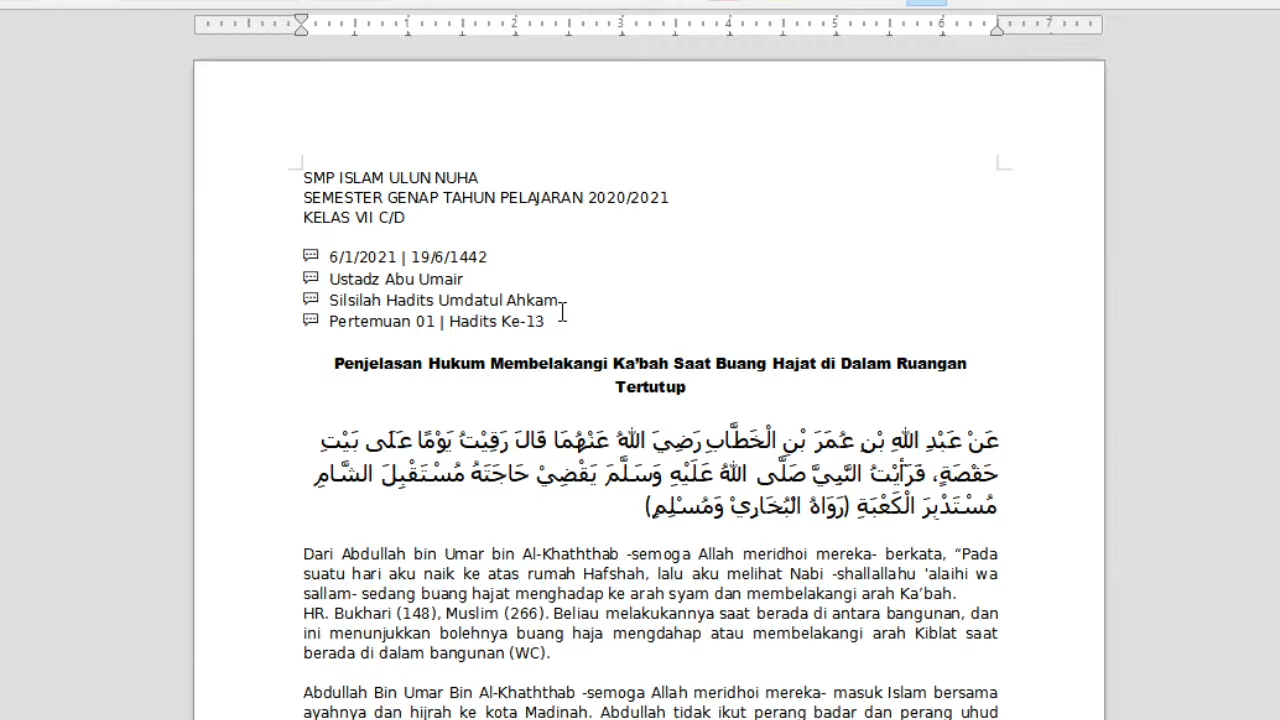 1
2
3
4
5
6
7
SMP ISLAM ULUN NUHA
SEMESTER GENAP TAHUN PELAJARAN 2020/2021
KELAS VII C/D
6/1/2021 | 19/6/1442
Ustadz Abu Umair
Silsilah Hadits Umdatul Ahkam
Pertemuan 01 | Hadits Ke-13
Penjelasan Hukum Membelakangi Ka’bah Saat Buang Hajat di Dalam Ruangan
Tertutup
عَنْ عَبْدِ اللهِ بْنِ عُمَرَ بْنِ الْخَطَّابِ رَضِيَ اللهُ عَنْهُمَا قَالَ رَقِيْتُ يَوْمًا عَلَى بَيْتِ
حَفْصَةٍ، فَرَأَيْتُ النَّبِيَّ صَلَّى اللهُ عَلَيْهِ وَسَلَّمَ يَقْضِيْ حَاجَتَهُ مُسْتَقْبِلَ الشَّامِ
مُسْتَدْبِرَ الْكَعْبَةِ (رَوَاهُ الْبُخَارِيْ وَمُسْلِمِ)
Dari Abdullah bin Umar bin Al-Khaththab -semoga Allah meridhoi mereka- berkata, “Pada
suatu hari aku naik ke atas rumah Hafshah, lalu aku melihat Nabi -shallallahu 'alaihi wa
sallam- sedang buang hajat menghadap ke arah syam dan membelakangi arah Ka’bah.
HR. Bukhari (148), Muslim (266). Beliau melakukannya saat berada di antara bangunan, dan
ini menunjukkan bolehnya buang haja mengdahap atau membelakangi arah Kiblat saat
berada di dalam bangunan (WC).
Abdullah Bin Umar Bin Al-Khaththab -semoga Allah meridhoi mereka- masuk Islam bersama
ayahnya dan hijrah ke kota Madinah. Abdullah tidak ikut perang badar dan perang uhud